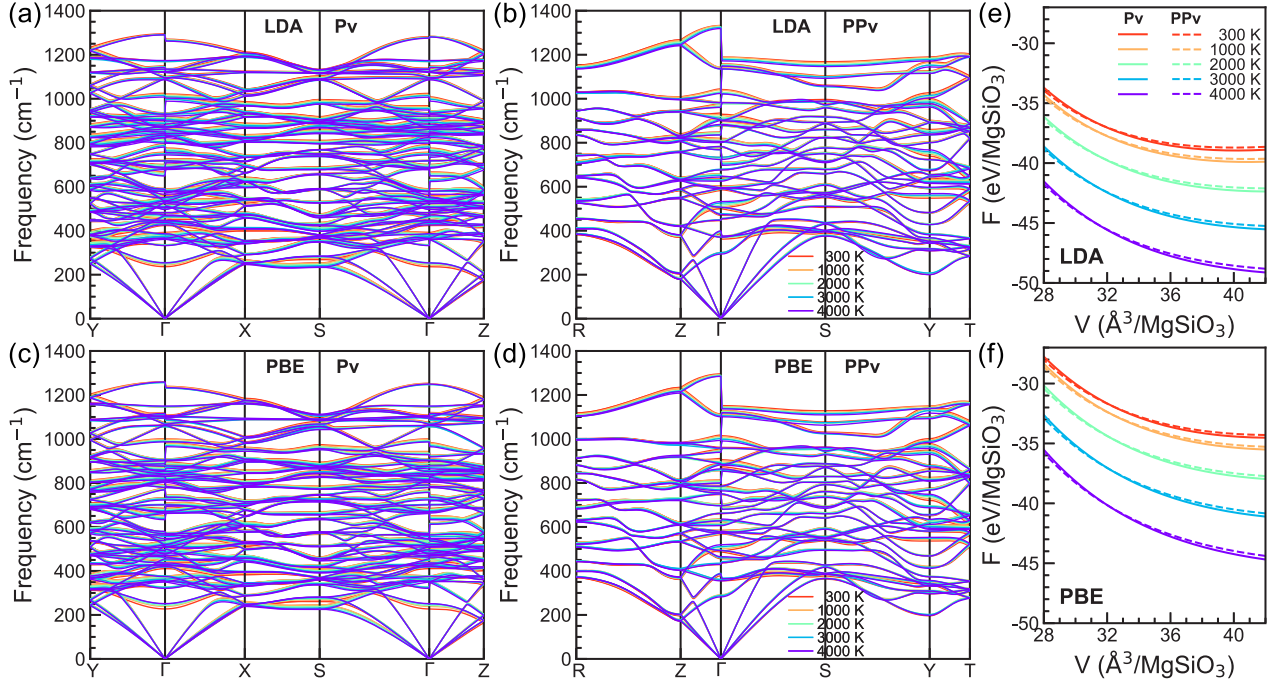 (a)
LDA Pv
Frequency (cm−1)
1400
1200
1000
800
600
400
200
0
Y Γ X S Γ Z
(b)
LDA PPv
Frequency (cm−1)
1400
1200
1000
800
600
400
200
0
300 K
1000 K
2000 K
3000 K
4000 K
R Z Γ S Y T
(e)
Pv PPv
300 K
1000 K
2000 K
3000 K
4000 K
F (eV/MgSiO3)
-30
-35
-40
-45
-50
LDA
28 32 36 40
V (Å3/MgSiO3)
(c)
PBE Pv
Frequency (cm−1)
1400
1200
1000
800
600
400
200
0
Y Γ X S Γ Z
(d)
PBE PPv
Frequency (cm−1)
1400
1200
1000
800
600
400
200
0
300 K
1000 K
2000 K
3000 K
4000 K
R Z Γ S Y T
(f)
F (eV/MgSiO3)
-30
-35
-40
-45
-50
PBE
28 32 36 40
V (Å3/MgSiO3)